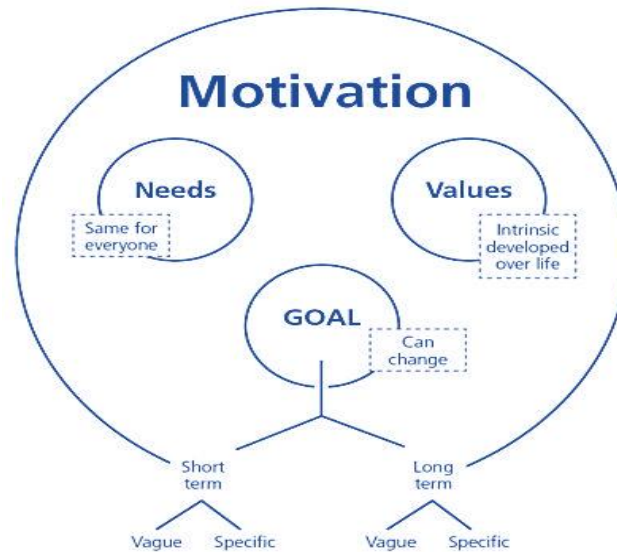 Motivation
Needs
Same for
everyone
Values
Intrinsic
developed
over life
GOAL
Can
change
Short
term
Long
term
Vague Specific
Vague Specific